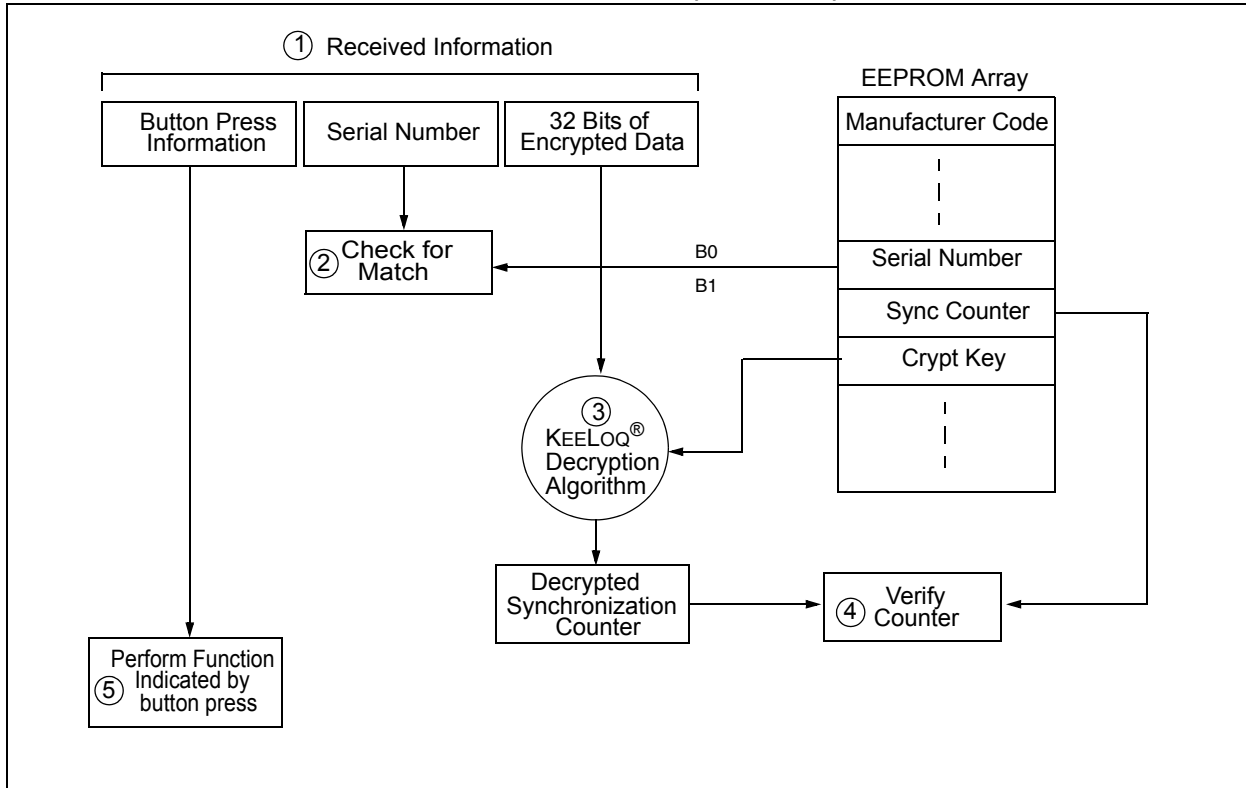 ① Received Information
EEPROM Array
Button Press
Information
Serial Number
32 Bits of
Encrypted Data
Manufacturer Code
② Check for
Match
B0
B1
Serial Number
Sync Counter
Crypt Key
③
KEELOQ®
Decryption
Algorithm
Decrypted
Synchronization
Counter
④ Verify
Counter
Perform Function
⑤ Indicated by
button press